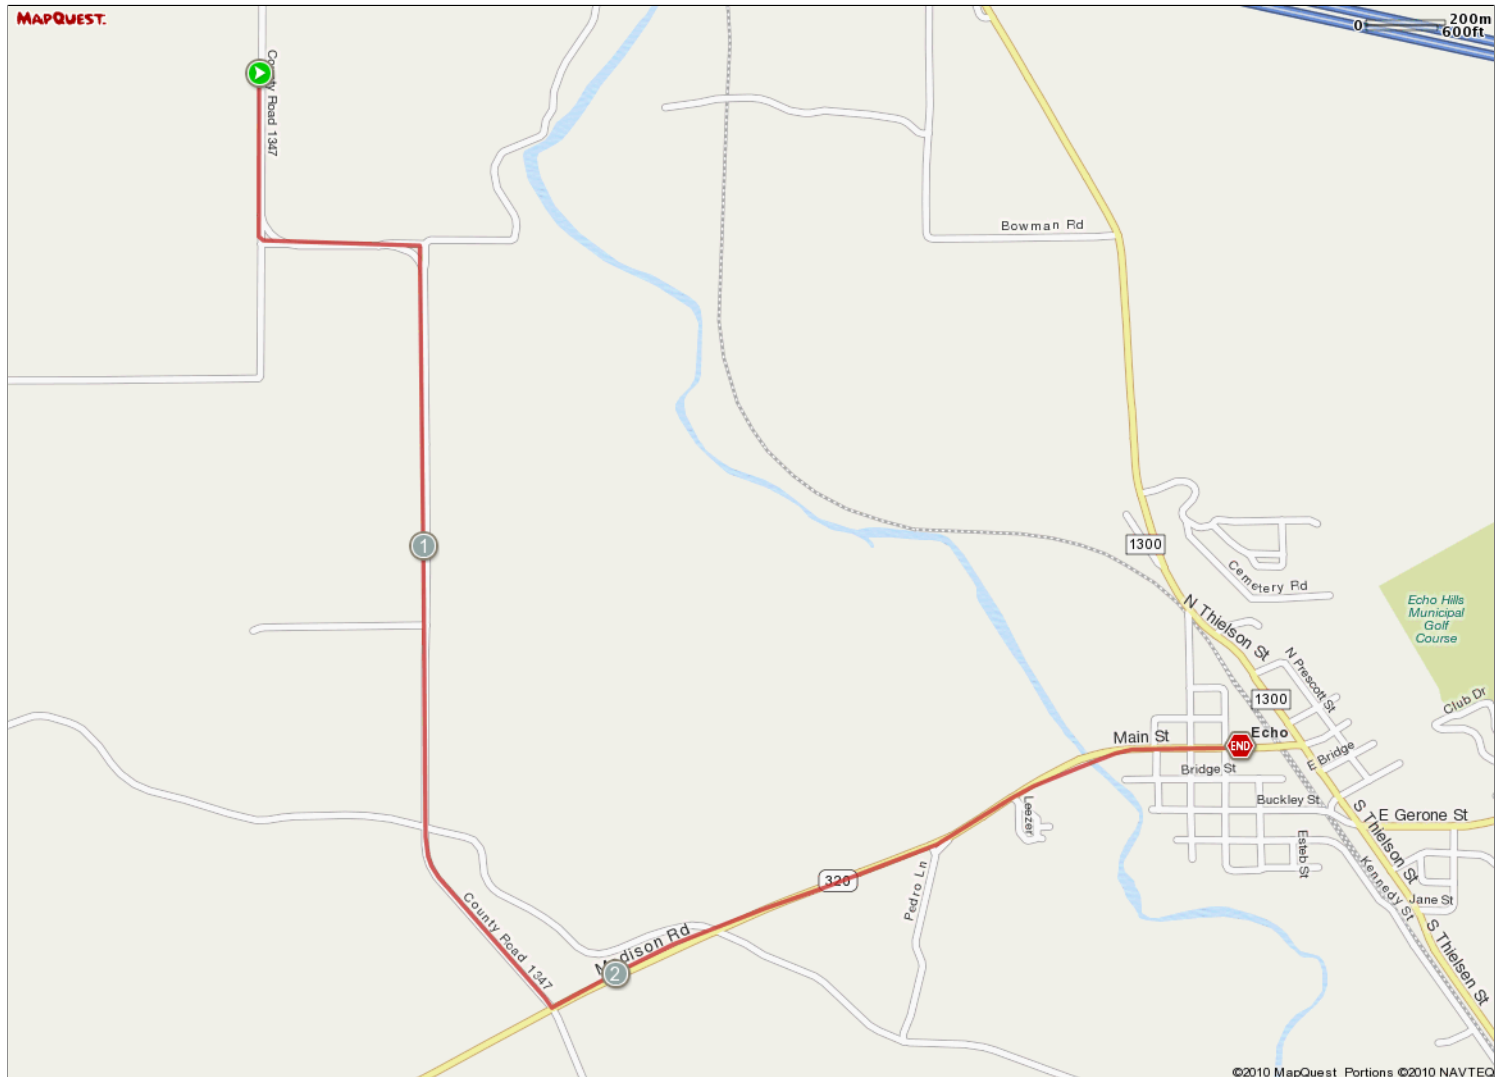 MAPQUEST.
0
200m
600ft
County Road 1347
Bowman Rd
1
1300
Cemetery Rd
Echo Hills
Municipal
Golf
Course
N Thielson St
N Prescott St
1300
Club Dr
Main St
END
Echo
E Bridge
Bridge St
Buckley St
Leezer
S Thielson St
E Gerone St
Esteb St
Kennedy St
320
Pedro Ln
Jane St
County Road 1347
Madison Rd
2
S Thielsen St
©2010 MapQuest Portions ©2010 NAVTEQ